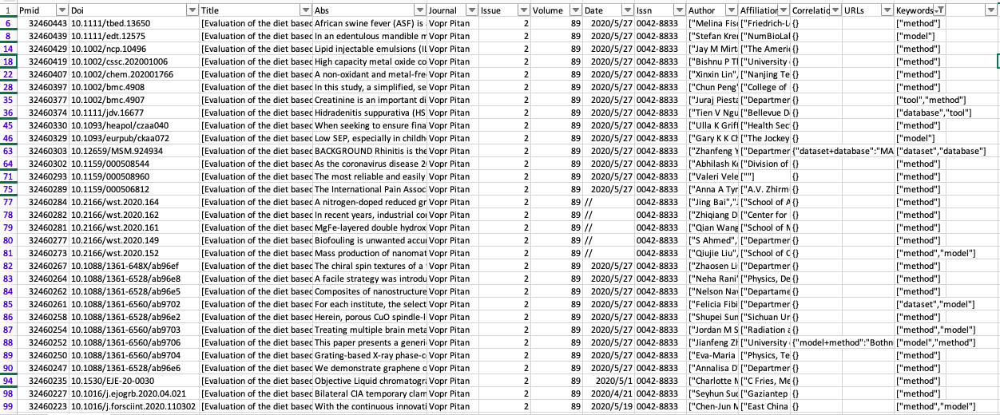 1 Pmid Doi Title Abs Journal Issue Volume Date Issn Author Affiliation Correlatic URLs Keywords
6 32460443 10.1111/tbed.13650 [Evaluation of the diet based African swine fever (ASF) is Vopr Pitan 2 89 2020/5/27 0042-8833 ["Melina Fisc ["Friedrich-L {} ["method"]
8 32460439 10.1111/edt.12575 [Evaluation of the diet based In an edentulous mandible m Vopr Pitan 2 89 2020/5/27 0042-8833 ["Stefan Krer ["NumBioLal {} ["model"]
14 32460429 10.1002/ncp.10496 [Evaluation of the diet based Lipid injectable emulsions (IL Vopr Pitan 2 89 2020/5/27 0042-8833 ["Jay M Mirt ["The Americ {} ["method"]
18 32460419 10.1002/cssc.202001006 [Evaluation of the diet based High capacity metal oxide co Vopr Pitan 2 89 2020/5/27 0042-8833 ["Bishnu P Tl ["University {} ["method"]
22 32460407 10.1002/chem.202001766 [Evaluation of the diet based A non-oxidant and metal-fre Vopr Pitan 2 89 2020/5/27 0042-8833 ["Xinxin Lin", ["Nanjing Te {} ["method"]
28 32460397 10.1002/bmc.4908 [Evaluation of the diet based In this study, a simplified, se Vopr Pitan 2 89 2020/5/27 0042-8833 ["Chun Peng" ["College of {} ["method"]
35 32460377 10.1002/bmc.4907 [Evaluation of the diet based Creatinine is an important di Vopr Pitan 2 89 2020/5/27 0042-8833 ["Juraj Piesta ["Departmer {} ["tool","method"]
36 32460374 10.1111/jdv.16677 [Evaluation of the diet based Hidradenitis suppurativa (HS Vopr Pitan 2 89 2020/5/27 0042-8833 ["Tien V Ngu ["Bellevue D {} ["database","tool"]
45 32460330 10.1093/heapol/czaa040 [Evaluation of the diet based When seeking to ensure fina Vopr Pitan 2 89 2020/5/27 0042-8833 ["Ulla K Griff ["Health Sec {} ["method"]
46 32460329 10.1093/eurpub/ckaa072 [Evaluation of the diet based Low SEP, especially in childh Vopr Pitan 2 89 2020/5/27 0042-8833 ["Gary K K Cl ["The Jockey {} ["model"]
63 32460303 10.12659/MSM.924934 [Evaluation of the diet based BACKGROUND Rhinitis is the Vopr Pitan 2 89 2020/5/27 0042-8833 ["Zhanfeng Y ["Departmer {"dataset+database":"MA ["dataset","database"]
64 32460302 10.1159/000508544 [Evaluation of the diet based As the coronavirus disease 2 Vopr Pitan 2 89 2020/5/27 0042-8833 ["Abhilash Ko ["Division of {} ["method"]
71 32460293 10.1159/000508960 [Evaluation of the diet based The most reliable and easily Vopr Pitan 2 89 2020/5/27 0042-8833 ["Valeri Vele [""] {} ["method"]
75 32460289 10.1159/000506812 [Evaluation of the diet based The International Pain Assoc Vopr Pitan 2 89 2020/5/27 0042-8833 ["Anna A Tyr ["A.V. Zhirm {} ["method"]
77 32460284 10.2166/wst.2020.164 [Evaluation of the diet based A nitrogen-doped reduced gr Vopr Pitan 2 89 // 0042-8833 ["Jing Bai",". ["School of A {} ["method"]
78 32460282 10.2166/wst.2020.162 [Evaluation of the diet based In recent years, industrial co Vopr Pitan 2 89 // 0042-8833 ["Zhiqiang D ["Center for {} ["method"]
79 32460281 10.2166/wst.2020.161 [Evaluation of the diet based MgFe-layered double hydrox Vopr Pitan 2 89 // 0042-8833 ["Qian Wang ["School of M {} ["method"]
80 32460277 10.2166/wst.2020.149 [Evaluation of the diet based Biofouling is unwanted accu Vopr Pitan 2 89 // 0042-8833 ["S Ahmed", ["Departmer {} ["method"]
81 32460273 10.2166/wst.2020.152 [Evaluation of the diet based Mass production of nanomat Vopr Pitan 2 89 // 0042-8833 ["Qiujie Liu", ["School of C {} ["method","model"]
82 32460267 10.1088/1361-648X/ab96ef [Evaluation of the diet based The chiral spin textures of a Vopr Pitan 2 89 2020/5/27 0042-8833 ["Zhaosen Li ["Departmer {} ["method"]
83 32460264 10.1088/1361-6528/ab96e8 [Evaluation of the diet based A facile strategy was introdu Vopr Pitan 2 89 2020/5/27 0042-8833 ["Neha Rani" ["Physics, De {} ["method"]
84 32460262 10.1088/1361-6528/ab96e5 [Evaluation of the diet based Composites of nanostructure Vopr Pitan 2 89 2020/5/27 0042-8833 ["Nelson Nav ["Departame {} ["method"]
85 32460261 10.1088/1361-6560/ab9702 [Evaluation of the diet based For each institute, the select Vopr Pitan 2 89 2020/5/27 0042-8833 ["Felicia Fibi ["Departmer {} ["dataset","model"]
86 32460258 10.1088/1361-6528/ab96e2 [Evaluation of the diet based Herein, porous CuO spindle-l Vopr Pitan 2 89 2020/5/27 0042-8833 ["Shupei Sun ["Sichuan Un {} ["method"]
87 32460254 10.1088/1361-6560/ab9703 [Evaluation of the diet based Treating multiple brain meta Vopr Pitan 2 89 2020/5/27 0042-8833 ["Jordan M S ["Radiation a {} ["method","model"]
88 32460252 10.1088/1361-6560/ab9706 [Evaluation of the diet based This paper presents a generi Vopr Pitan 2 89 2020/5/27 0042-8833 ["Jianfeng Zh ["University {"model+method":"Bothn ["model","method"]
89 32460250 10.1088/1361-6560/ab9704 [Evaluation of the diet based Grating-based X-ray phase-c Vopr Pitan 2 89 2020/5/27 0042-8833 ["Eva-Maria ["Physics, Te {} ["method"]
90 32460247 10.1088/1361-6528/ab96e6 [Evaluation of the diet based We demonstrate graphene o Vopr Pitan 2 89 2020/5/27 0042-8833 ["Annalisa D ["Departmer {} ["method"]
94 32460235 10.1530/EJE-20-0030 [Evaluation of the diet based Objective Liquid chromatogr Vopr Pitan 2 89 2020/5/1 0042-8833 ["Charlotte M ["C Fries, Me {} ["method"]
98 32460227 10.1016/j.ejogrb.2020.04.021 [Evaluation of the diet based Bilateral CIA temporary clam Vopr Pitan 2 89 2020/4/21 0042-8833 ["Seyhun Suc ["Gaziantep {} ["method"]
99 32460223 10.1016/j.forsciint.2020.110302 [Evaluation of the diet based With the continuous innovati Vopr Pitan 2 89 2020/5/19 0042-8833 ["Chen-Jun M ["East China {} ["method","model"]